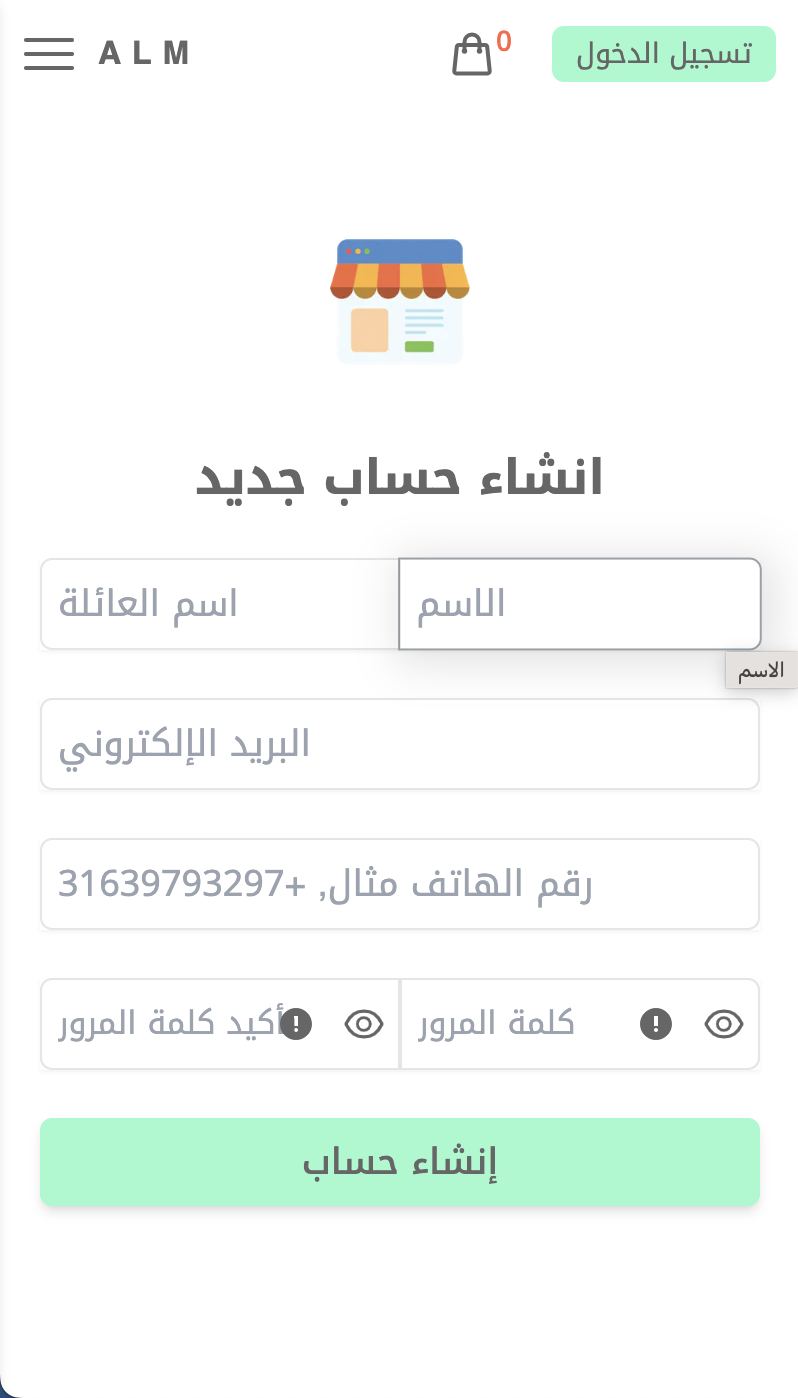 ALM
0
تسجيل الدخول
انشاء حساب جديد
الاسم
اسم العائلة
الاسم
البريد الإلكتروني
رقم الهاتف مثال, +31639793297
كلمة المرور
أكيد كلمة المرور
إنشاء حساب